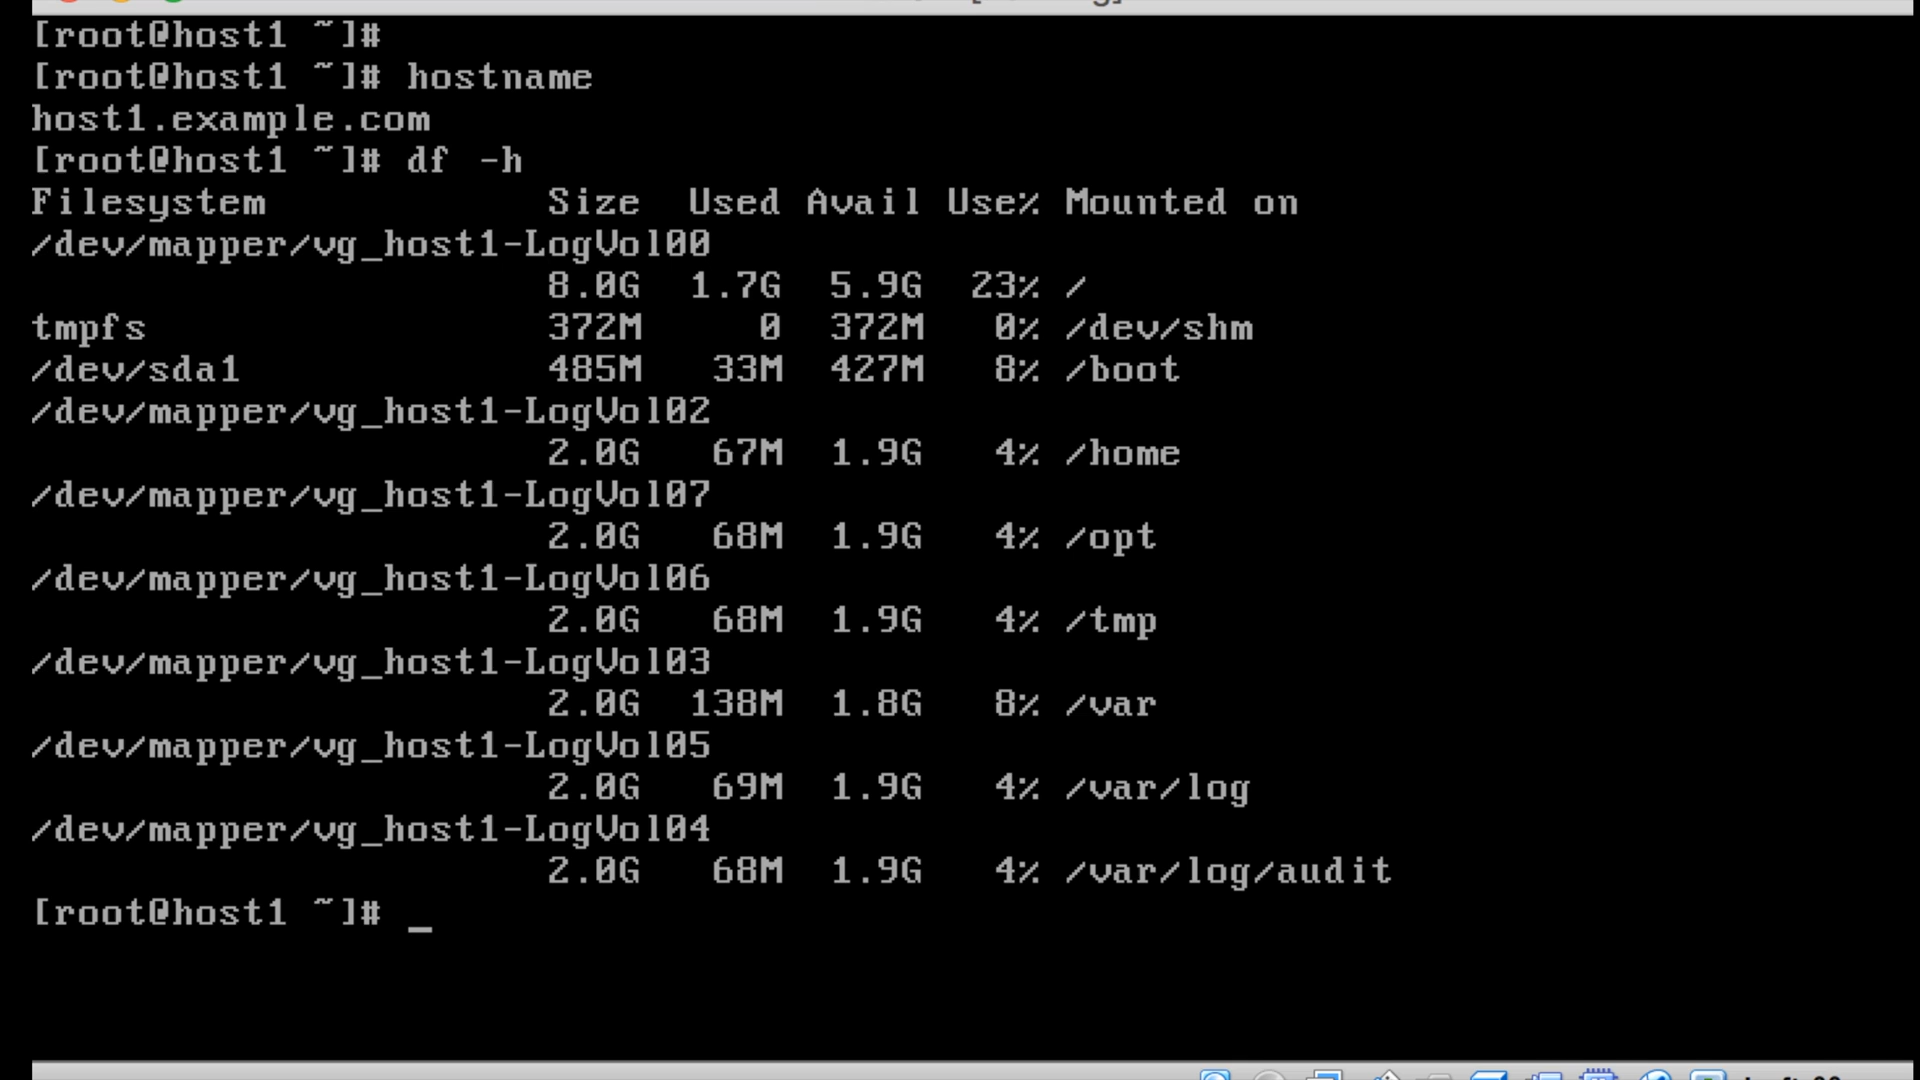 [root@host1 ~]#
[root@host1 ~]# hostname
host1.example.com
[root@host1 ~]# df -h
Filesystem            Size  Used Avail Use% Mounted on
/dev/mapper/vg_host1-LogVol00
                      8.0G  1.7G  5.9G  23% /
tmpfs                 372M     0  372M   0% /dev/shm
/dev/sda1             485M   33M  427M   8% /boot
/dev/mapper/vg_host1-LogVol02
                      2.0G   67M  1.9G   4% /home
/dev/mapper/vg_host1-LogVol07
                      2.0G   68M  1.9G   4% /opt
/dev/mapper/vg_host1-LogVol06
                      2.0G   68M  1.9G   4% /tmp
/dev/mapper/vg_host1-LogVol03
                      2.0G  138M  1.8G   8% /var
/dev/mapper/vg_host1-LogVol05
                      2.0G   69M  1.9G   4% /var/log
/dev/mapper/vg_host1-LogVol04
                      2.0G   68M  1.9G   4% /var/log/audit
[root@host1 ~]# _